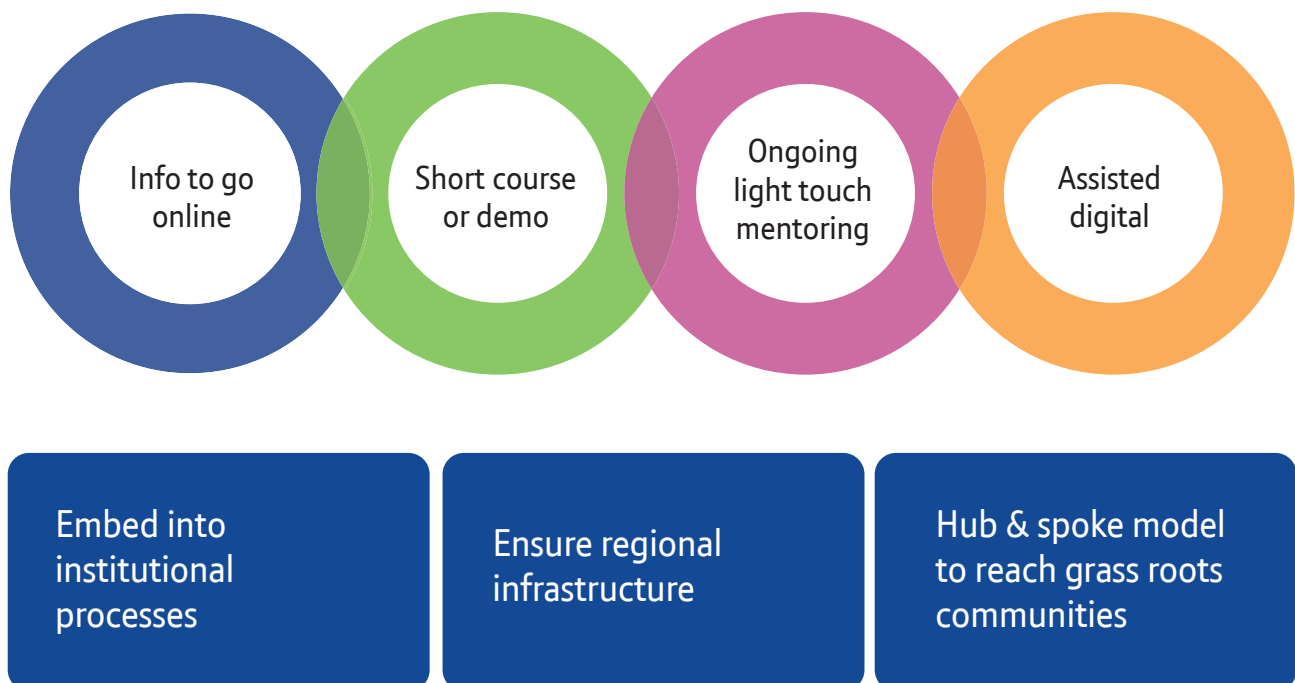 Info to go
online
Short course
or demo
Ongoing
light touch
mentoring
Assisted
digital
Embed into
institutional
processes
Ensure regional
infrastructure
Hub & spoke model
to reach grass roots
communities